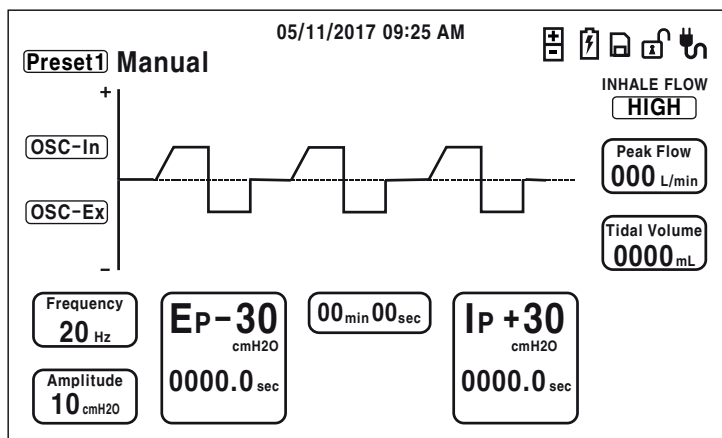 05/11/2017 09:25 AM
Preset1 Manual
INHALE FLOW
HIGH
+
OSC-In
OSC-Ex
-
Peak Flow
000 L/min
Tidal Volume
0000 mL
Frequency
20 Hz
Amplitude
10 cmH2O
EP-30
cmH2O
0000.0 sec
00 min 00 sec
IP +30
cmH2O
0000.0 sec